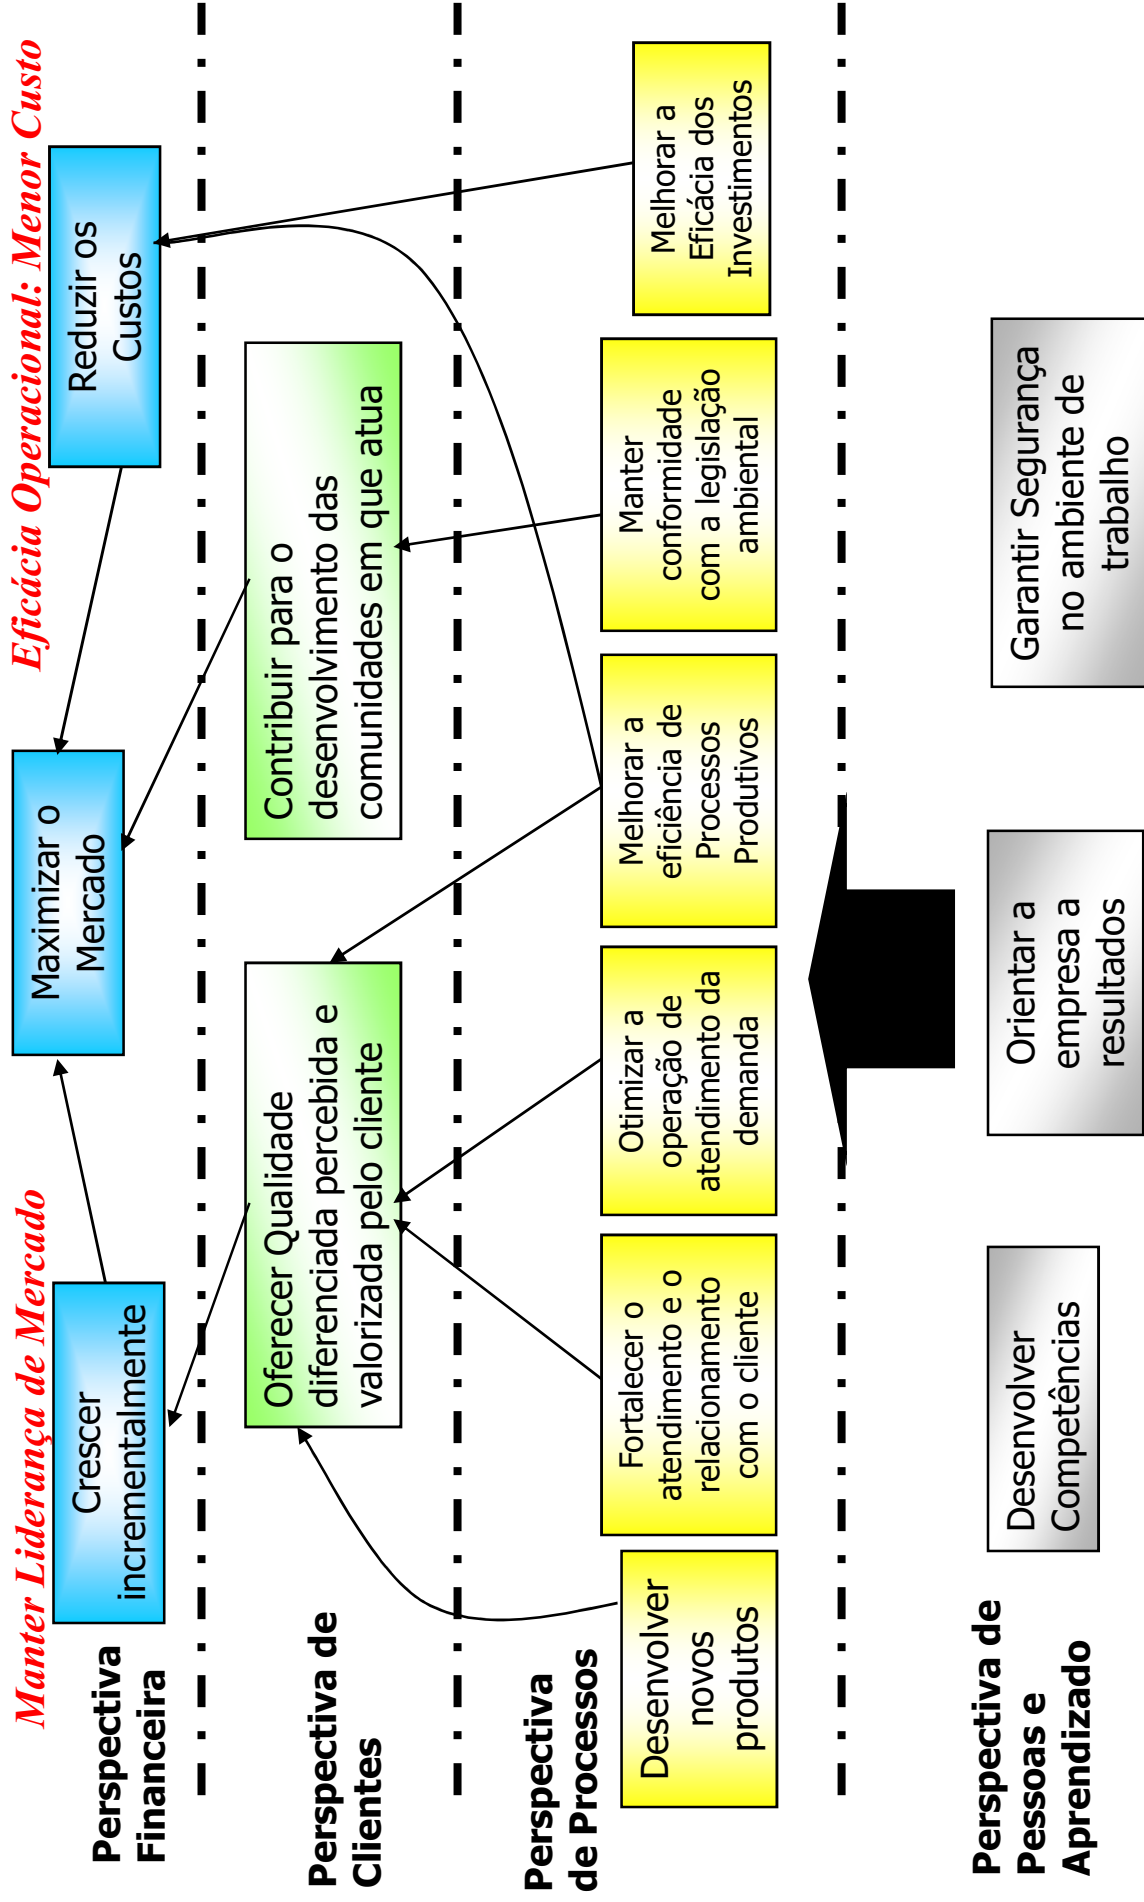 Manter Liderança de Mercado
Eficácia Operacional: Menor Custo
Perspectiva
Financeira
Crescer
incrementalmente
Maximizar o
Mercado
Reduzir os
Custos
Perspectiva de
Clientes
Oferecer Qualidade
diferenciada percebida e
valorizada pelo cliente
Contribuir para o
desenvolvimento das
comunidades em que atua
Perspectiva
de Processos
Desenvolver
novos
produtos
Fortalecer o
atendimento e o
relacionamento
com o cliente
Otimizar a
operação de
atendimento da
demanda
Melhorar a
eficiência de
Processos
Produtivos
Manter
conformidade
com a legislação
ambiental
Melhorar a
Eficácia dos
Investimentos
Perspectiva de
Pessoas e
Aprendizado
Desenvolver
Competências
Orientar a
empresa a
resultados
Garantir Segurança
no ambiente de
trabalho